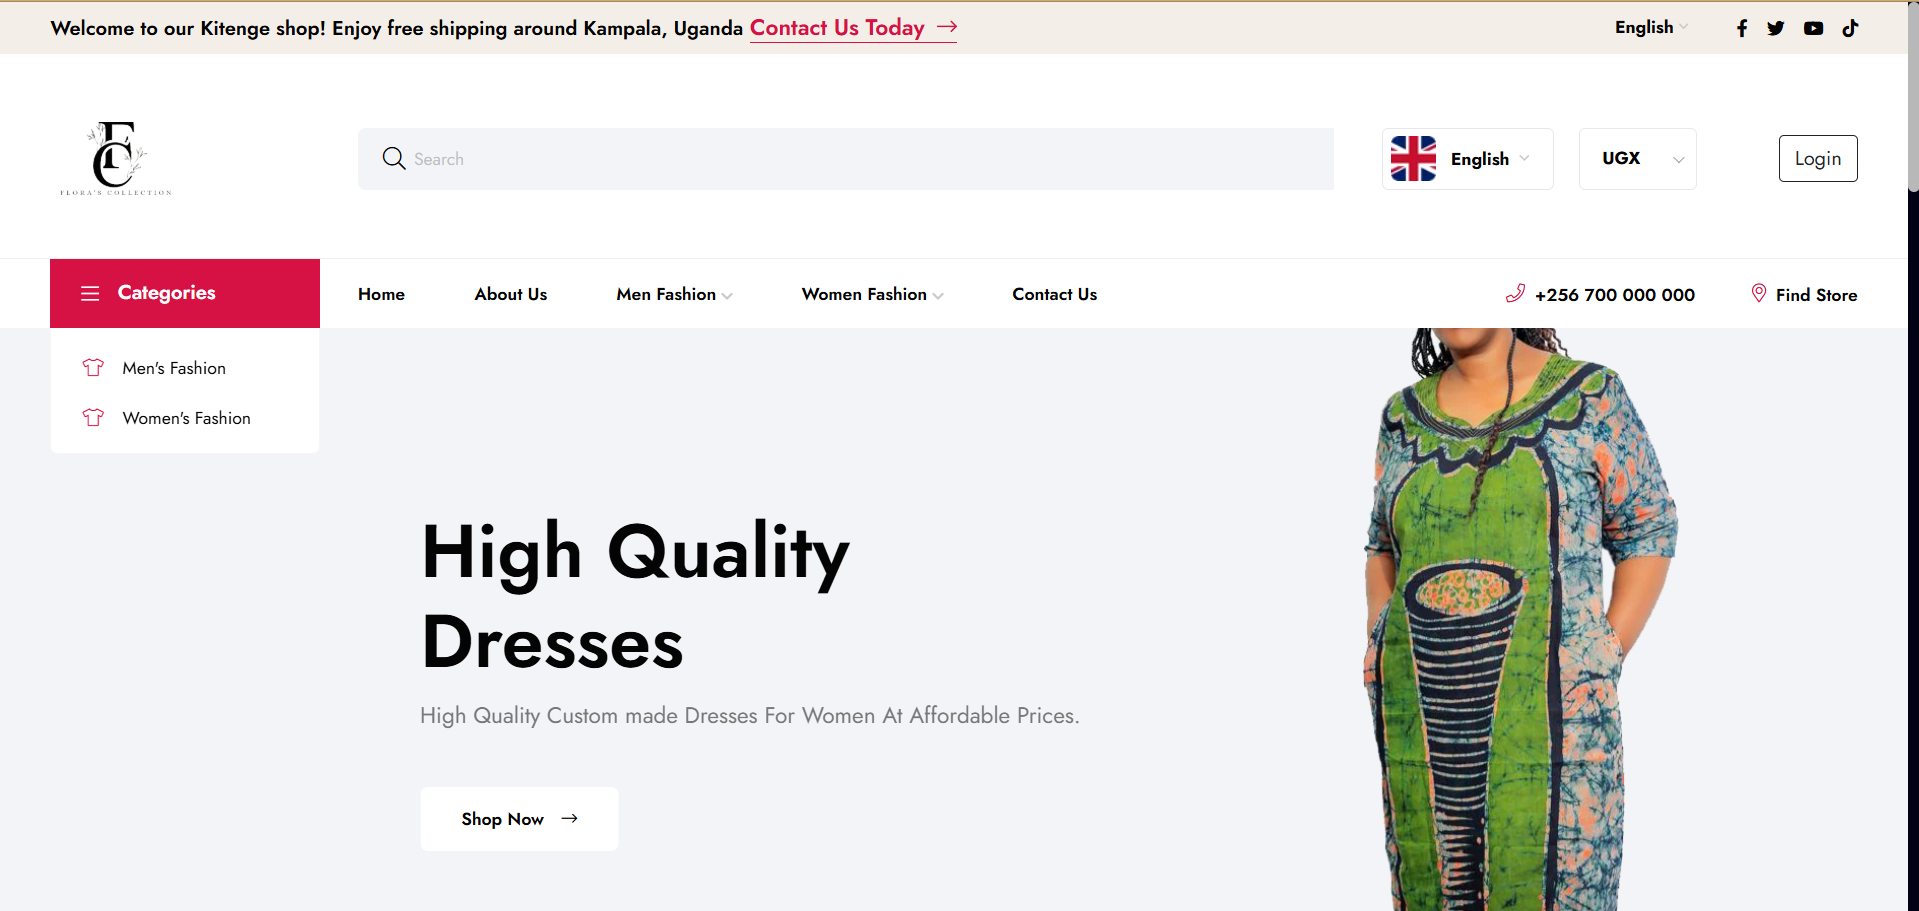 Welcome to our Kitenge shop! Enjoy free shipping around Kampala, Uganda Contact Us Today
English
FC
FLORA'S COLLECTION
Search
English
UGX
Login
Categories
Home
About Us
Men Fashion
Women Fashion
Contact Us
+256 700 000 000
Find Store
Men's Fashion
Women's Fashion
High Quality
Dresses
High Quality Custom made Dresses For Women At Affordable Prices.
Shop Now